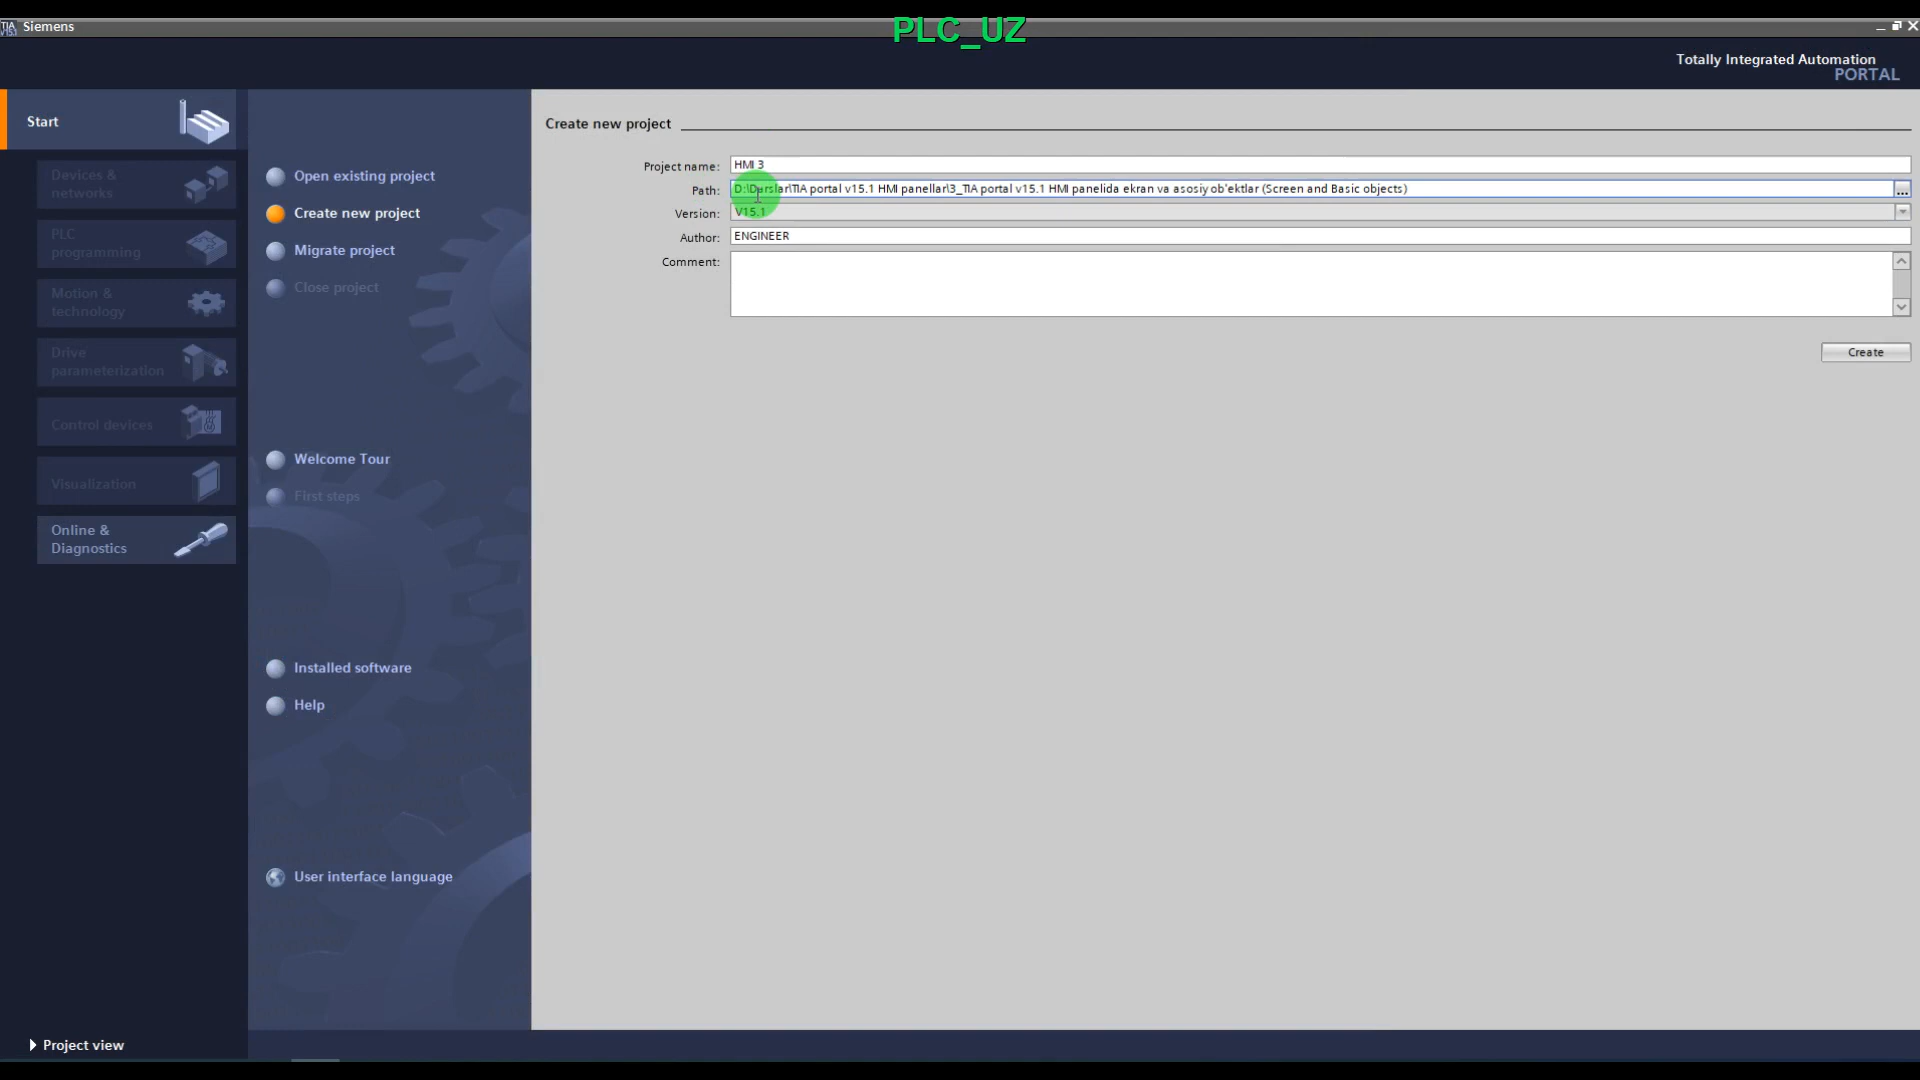 PLC_UZ
Siemens
Totally Integrated Automation
PORTAL
Start
Devices &
networks
PLC
programming
Motion &
technology
Drive
parameterization
Control devices
Visualization
Online &
Diagnostics
Open existing project
Create new project
Migrate project
Close project
Welcome Tour
First steps
Installed software
Help
User interface language
Create new project
Project name: HMI 3
Path: D:\Darslar\TIA portal v15.1 HMI panellar\3_TIA portal v15.1 HMI panelida ekran va asosiy ob'ektlar (Screen and Basic objects) ...
Version: V15.1
Author: ENGINEER
Comment:
Create
Project view